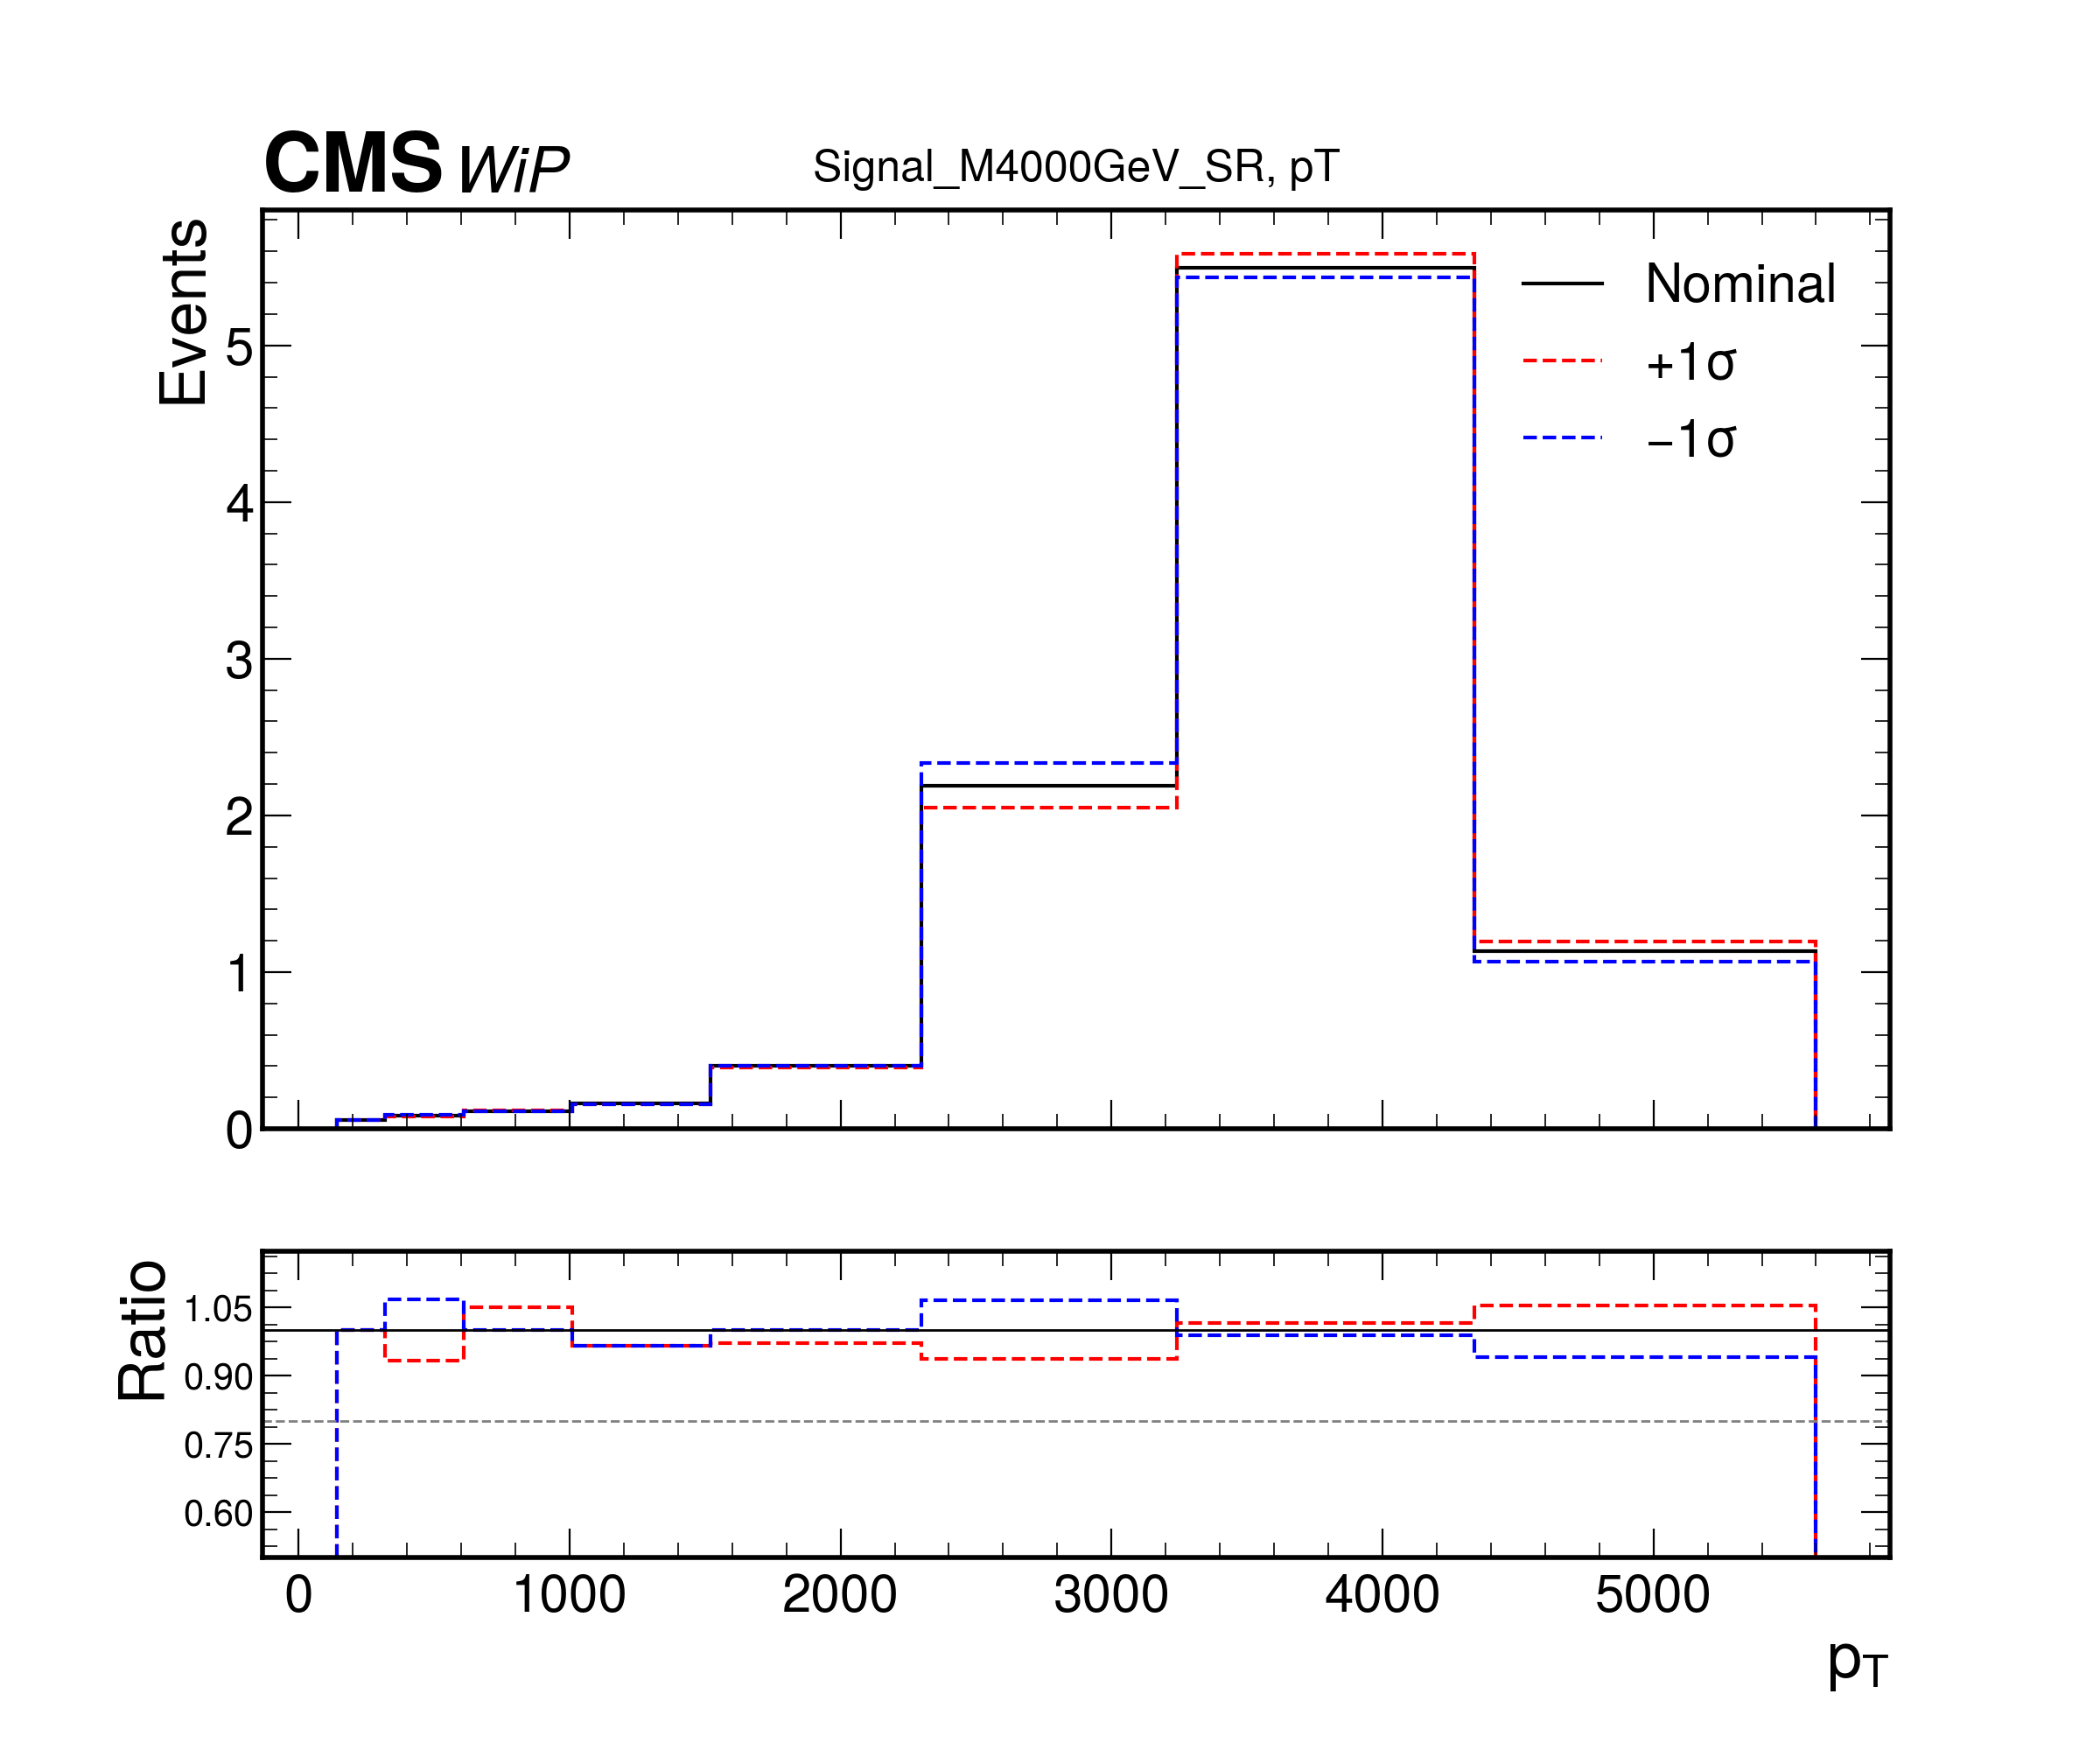 CMS WiP
Signal_M4000GeV_SR, pT
Events
5
4
3
2
1
0
Nominal
+1σ
−1σ
Ratio
1.05
0.90
0.75
0.60
0 1000 2000 3000 4000 5000
pT